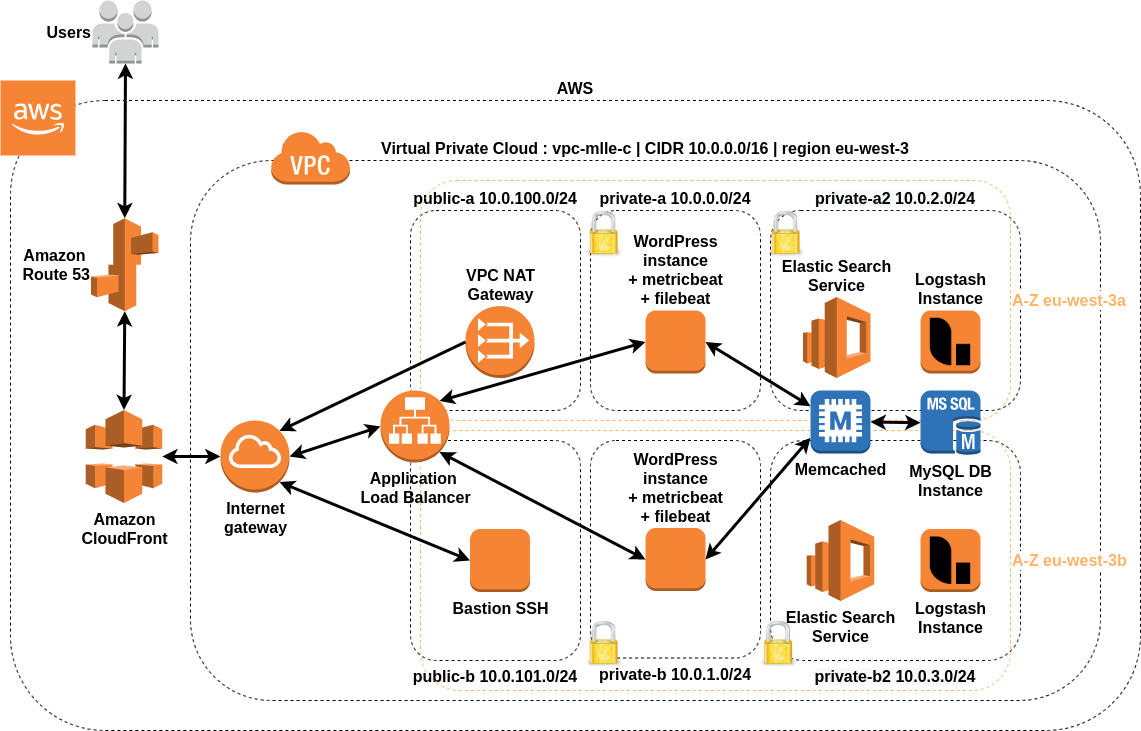 Users
AWS
aws
Virtual Private Cloud : vpc-mlle-c | CIDR 10.0.0.0/16 | region eu-west-3
VPC
public-a 10.0.100.0/24
private-a 10.0.0.0/24
private-a2 10.0.2.0/24
Amazon
Route 53
VPC NAT
Gateway
WordPress
instance
+ metricbeat
+ filebeat
Elastic Search
Service
Logstash
Instance
A-Z eu-west-3a
Amazon
CloudFront
Internet
gateway
Application
Load Balancer
M
Memcached
MS SQL
M
MySQL DB
Instance
WordPress
instance
+ metricbeat
+ filebeat
Bastion SSH
Elastic Search
Service
Logstash
Instance
A-Z eu-west-3b
public-b 10.0.101.0/24
private-b 10.0.1.0/24
private-b2 10.0.3.0/24